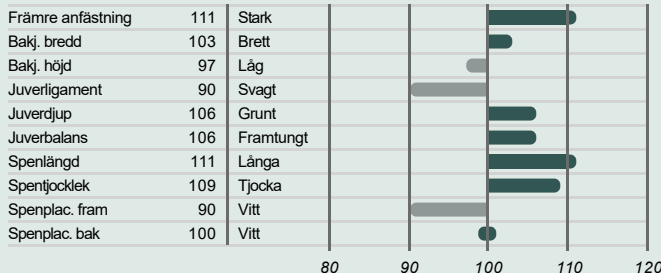 Främre anfästning 111 Stark
Bakj. bredd 103 Brett
Bakj. höjd 97 Låg
Juverligament 90 Svagt
Juverdjup 106 Grunt
Juverbalans 106 Framtungt
Spenlängd 111 Långa
Spentjocklek 109 Tjocka
Spenplac. fram 90 Vitt
Spenplac. bak 100 Vitt
80 90 100 110 120